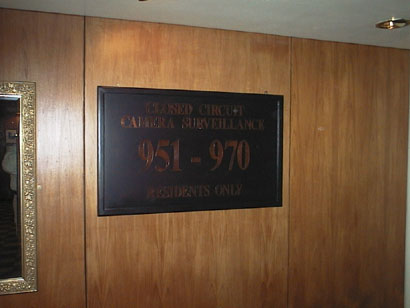 CLOSED CIRCUIT
CAMERA SURVEILLANCE
951-970
RESIDENTS ONLY